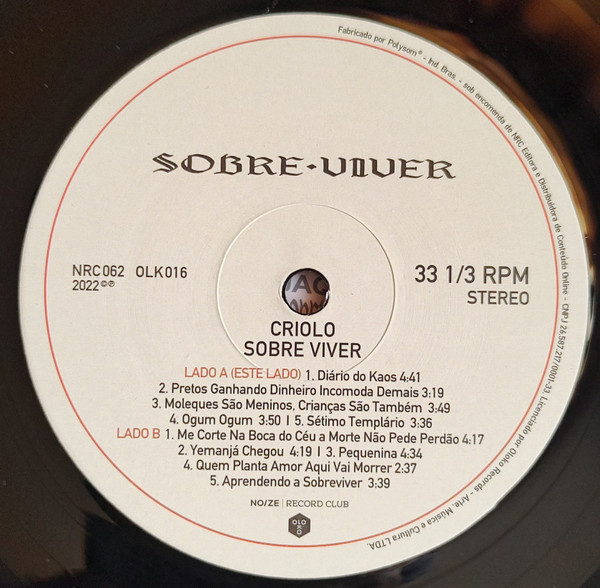 Fabricado por Polysom® - Ind. Bras. - sob encomenda de NRC Editora e Distribuidora de Conteúdo Online - CNPJ 26.587.217/0001-33. Licenciado por Oloko Records - Arte, Música e Cultura LTDA.
SOBRE·VIVER
NRC062 OLK016
2022©℗
33 1/3 RPM
STEREO
CRIOLO
SOBRE VIVER
LADO A (ESTE LADO) 1. Diário do Kaos 4:41
2. Pretos Ganhando Dinheiro Incomoda Demais 3:19
3. Moleques São Meninos, Crianças São Também 3:49
4. Ogum Ogum 3:50 | 5. Sétimo Templário 3:36
LADO B 1. Me Corte Na Boca do Céu a Morte Não Pede Perdão 4:17
2. Yemanjá Chegou 4:19 | 3. Pequenina 4:34
4. Quem Planta Amor Aqui Vai Morrer 2:37
5. Aprendendo a Sobreviver 3:39
NOIZE | RECORD CLUB
OLOKO